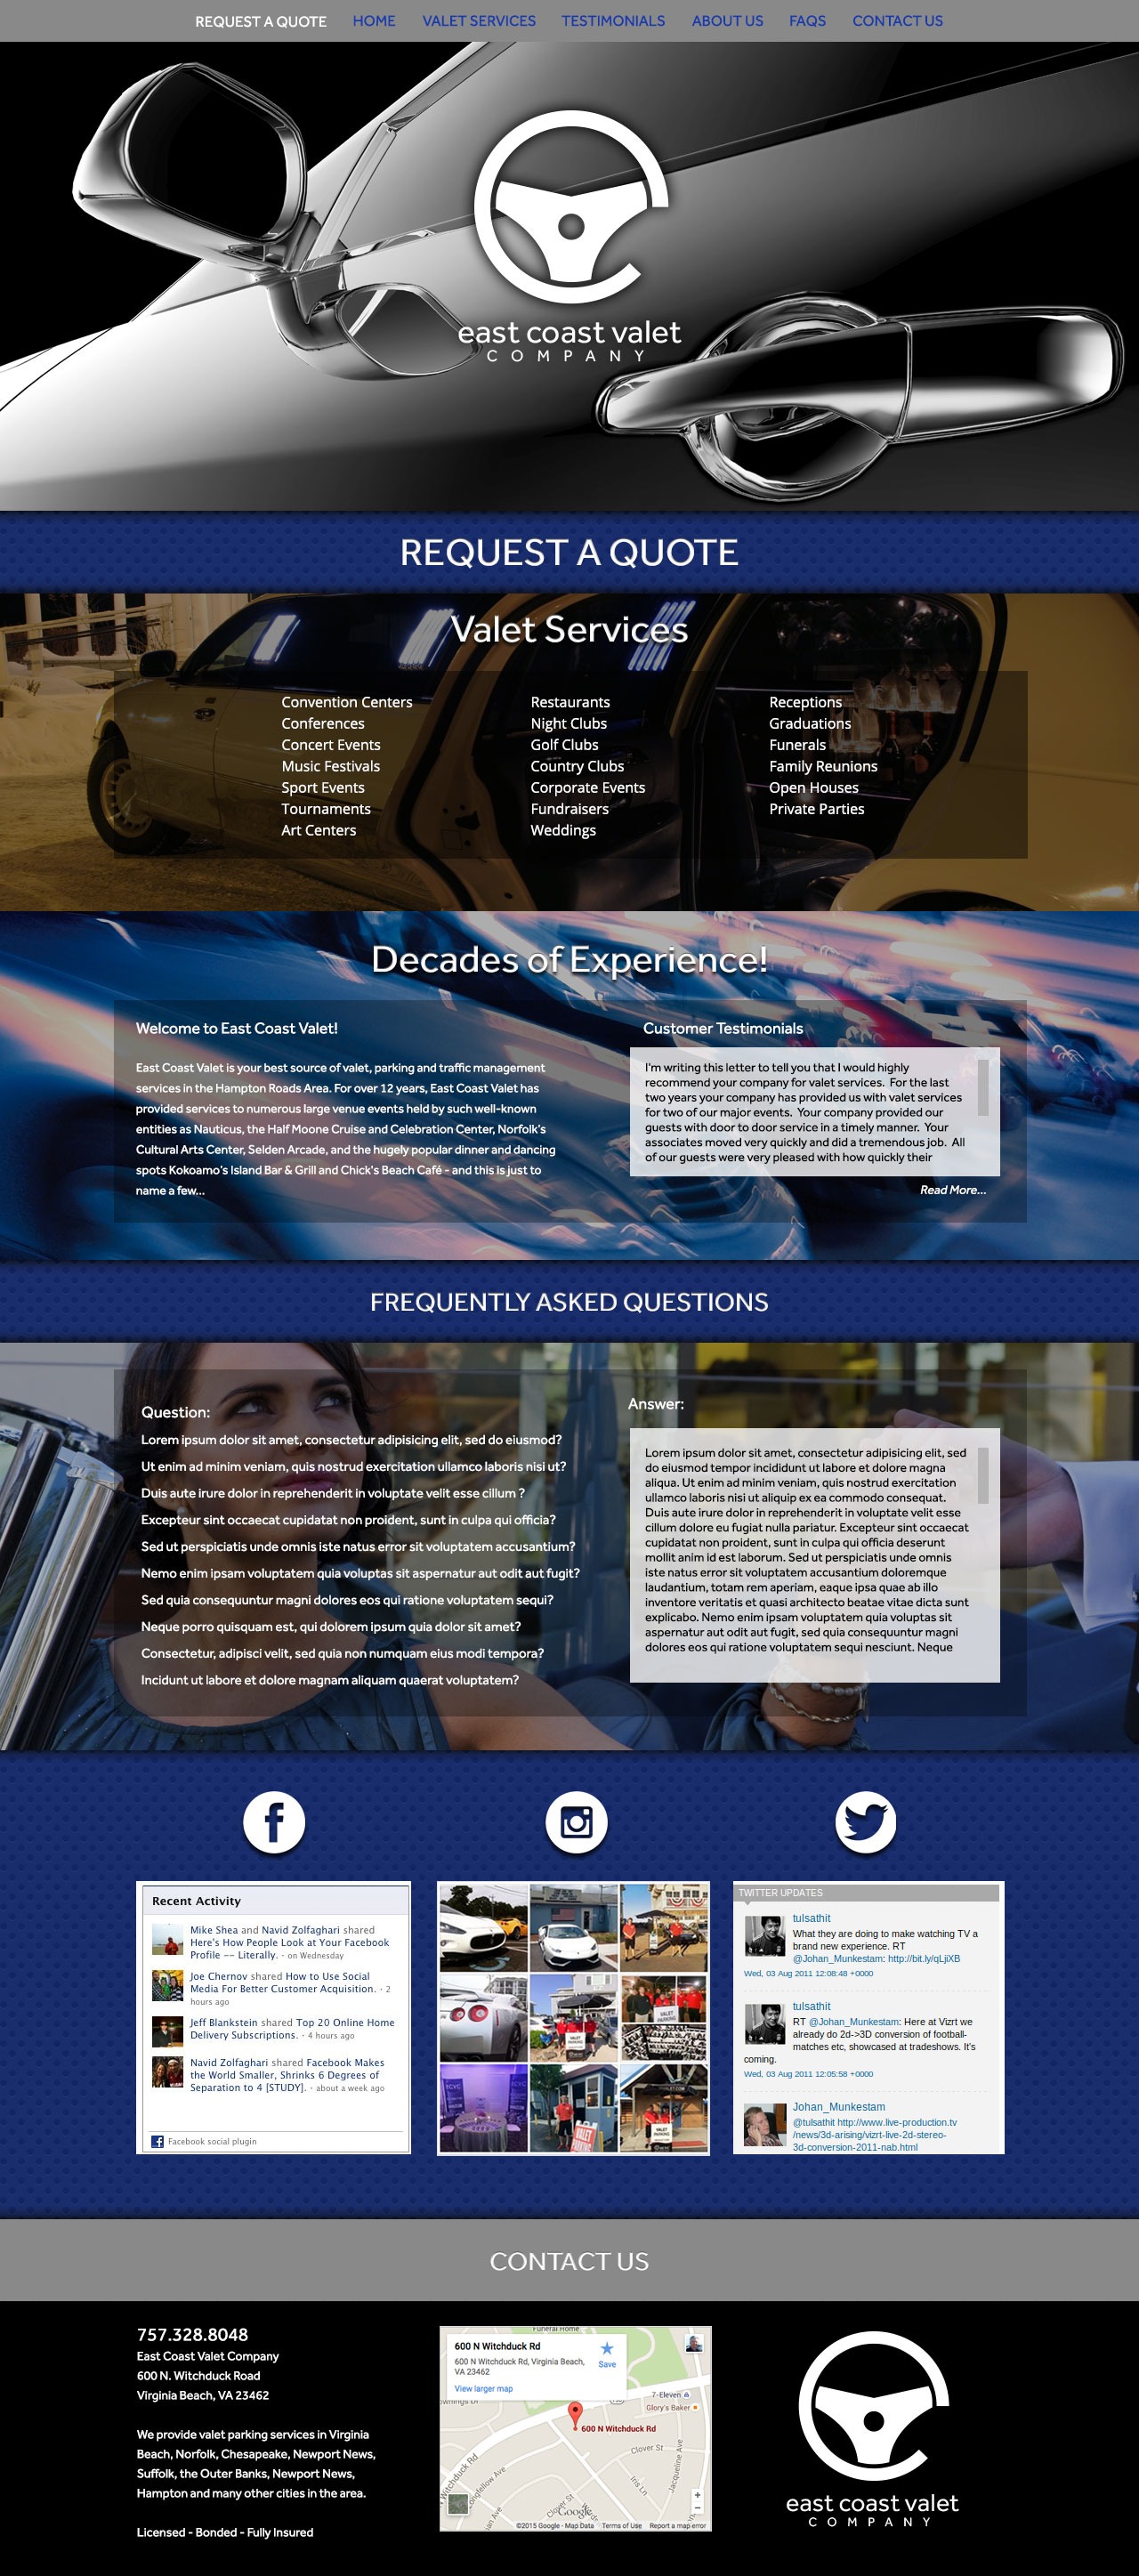 REQUEST A QUOTE HOME VALET SERVICES TESTIMONIALS ABOUT US FAQS CONTACT US
east coast valet
COMPANY
REQUEST A QUOTE
Valet Services
Convention Centers
Conferences
Concert Events
Music Festivals
Sport Events
Tournaments
Art Centers
Restaurants
Night Clubs
Golf Clubs
Country Clubs
Corporate Events
Fundraisers
Weddings
Receptions
Graduations
Funerals
Family Reunions
Open Houses
Private Parties
Decades of Experience!
Welcome to East Coast Valet!
East Coast Valet is your best source of valet, parking and traffic management
services in the Hampton Roads Area. For over 12 years, East Coast Valet has
provided services to numerous large venue events held by such well-known
entities as Nauticus, the Half Moone Cruise and Celebration Center, Norfolk's
Cultural Arts Center, Selden Arcade, and the hugely popular dinner and dancing
spots Kokoamo's Island Bar & Grill and Chick's Beach Café - and this is just to
name a few...
Customer Testimonials
I'm writing this letter to tell you that I would highly
recommend your company for valet services. For the last
two years your company has provided us with valet services
for two of our major events. Your company provided our
guests with door to door service in a timely manner. Your
associates moved very quickly and did a tremendous job. All
of our guests were very pleased with how quickly their
Read More...
FREQUENTLY ASKED QUESTIONS
Question:
Lorem ipsum dolor sit amet, consectetur adipisicing elit, sed do eiusmod?
Ut enim ad minim veniam, quis nostrud exercitation ullamco laboris nisi ut?
Duis aute irure dolor in reprehenderit in voluptate velit esse cillum ?
Excepteur sint occaecat cupidatat non proident, sunt in culpa qui officia?
Sed ut perspiciatis unde omnis iste natus error sit voluptatem accusantium?
Nemo enim ipsam voluptatem quia voluptas sit aspernatur aut odit aut fugit?
Sed quia consequuntur magni dolores eos qui ratione voluptatem sequi?
Neque porro quisquam est, qui dolorem ipsum quia dolor sit amet?
Consectetur, adipisci velit, sed quia non numquam eius modi tempora?
Incidunt ut labore et dolore magnam aliquam quaerat voluptatem?
Answer:
Lorem ipsum dolor sit amet, consectetur adipisicing elit, sed
do eiusmod tempor incididunt ut labore et dolore magna
aliqua. Ut enim ad minim veniam, quis nostrud exercitation
ullamco laboris nisi ut aliquip ex ea commodo consequat.
Duis aute irure dolor in reprehenderit in voluptate velit esse
cillum dolore eu fugiat nulla pariatur. Excepteur sint occaecat
cupidatat non proident, sunt in culpa qui officia deserunt
mollit anim id est laborum. Sed ut perspiciatis unde omnis
iste natus error sit voluptatem accusantium doloremque
laudantium, totam rem aperiam, eaque ipsa quae ab illo
inventore veritatis et quasi architecto beatae vitae dicta sunt
explicabo. Nemo enim ipsam voluptatem quia voluptas sit
aspernatur aut odit aut fugit, sed quia consequuntur magni
dolores eos qui ratione voluptatem sequi nesciunt. Neque
Recent Activity
Mike Shea and Navid Zolfaghari shared
Here's How People Look at Your Facebook
Profile -- Literally. · on Wednesday
Joe Chernov shared How to Use Social
Media For Better Customer Acquisition. · 2
hours ago
Jeff Blankstein shared Top 20 Online Home
Delivery Subscriptions. · 4 hours ago
Navid Zolfaghari shared Facebook Makes
the World Smaller, Shrinks 6 Degrees of
Separation to 4 [STUDY]. · about a week ago
Facebook social plugin
VALET
PARKING
TWITTER UPDATES
tulsathit
What they are doing to make watching TV a
brand new experience. RT
@Johan_Munkestam: http://bit.ly/qLjiXB
Wed, 03 Aug 2011 12:08:48 +0000
tulsathit
RT @Johan_Munkestam: Here at Vizrt we
already do 2d->3D conversion of football-
matches etc, showcased at tradeshows. It's
coming.
Wed, 03 Aug 2011 12:05:58 +0000
Johan_Munkestam
@tulsathit http://www.live-production.tv
/news/3d-arising/vizrt-live-2d-stereo-
3d-conversion-2011-nab.html
CONTACT US
757.328.8048
East Coast Valet Company
600 N. Witchduck Road
Virginia Beach, VA 23462
We provide valet parking services in Virginia
Beach, Norfolk, Chesapeake, Newport News,
Suffolk, the Outer Banks, Newport News,
Hampton and many other cities in the area.
Licensed - Bonded - Fully Insured
Funeral Home
600 N Witchduck Rd
600 N Witchduck Rd, Virginia Beach,
VA 23462
Save
View larger map
7-Eleven
Glory's Baker
600 N Witchduck Rd
Clover St
Jacqueline Ave
Iris Ln
Longfellow Ave
Witchduck Rd
Clover St
Google
©2015 Google - Map Data Terms of Use Report a map error
east coast valet
COMPANY